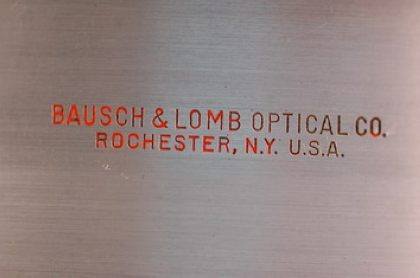 BAUSCH & LOMB OPTICAL CO.
ROCHESTER, N.Y. U.S.A.